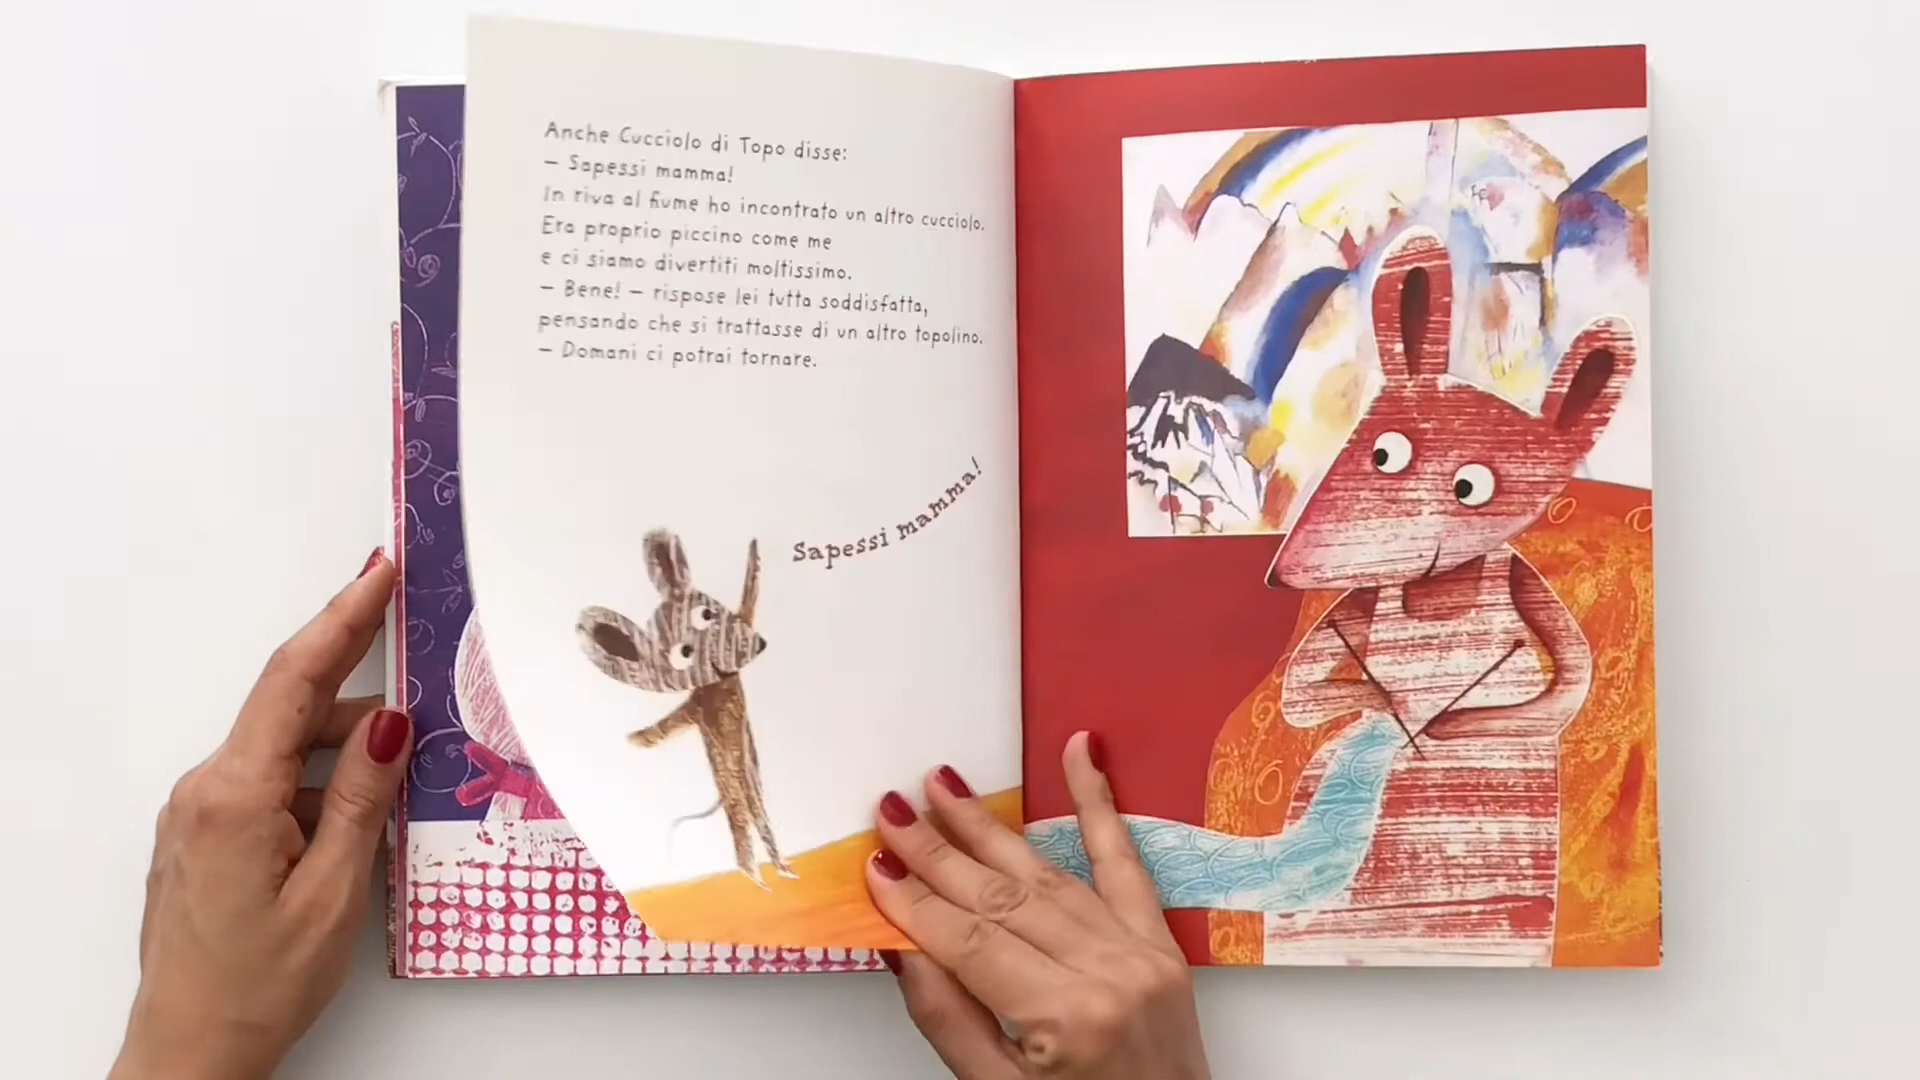 Anche Cucciolo di Topo disse:
– Sapessi mamma!
In riva al fiume ho incontrato un altro cucciolo.
Era proprio piccino come me
e ci siamo divertiti moltissimo.
– Bene! – rispose lei tutta soddisfatta,
pensando che si trattasse di un altro topolino.
– Domani ci potrai tornare.
Sapessi mamma!